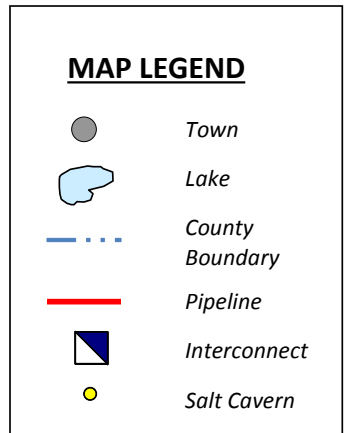 MAP LEGEND
Town
Lake
County
Boundary
Pipeline
Interconnect
Salt Cavern